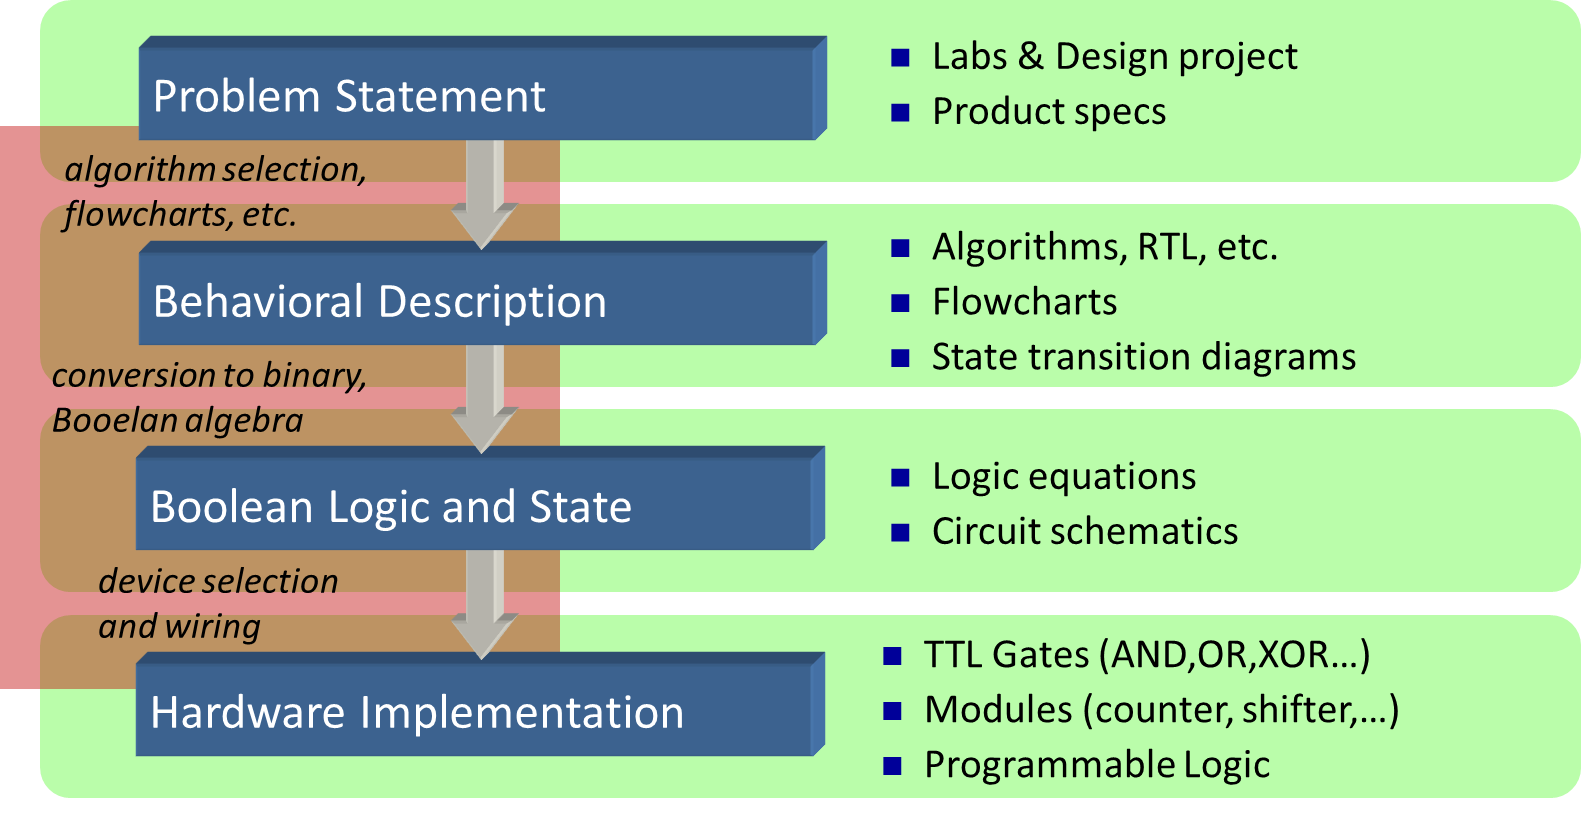 Problem Statement
Labs & Design project
Product specs
algorithm selection,
flowcharts, etc.
Behavioral Description
Algorithms, RTL, etc.
Flowcharts
State transition diagrams
conversion to binary,
Booelan algebra
Boolean Logic and State
Logic equations
Circuit schematics
device selection
and wiring
Hardware Implementation
TTL Gates (AND,OR,XOR...)
Modules (counter, shifter,...)
Programmable Logic